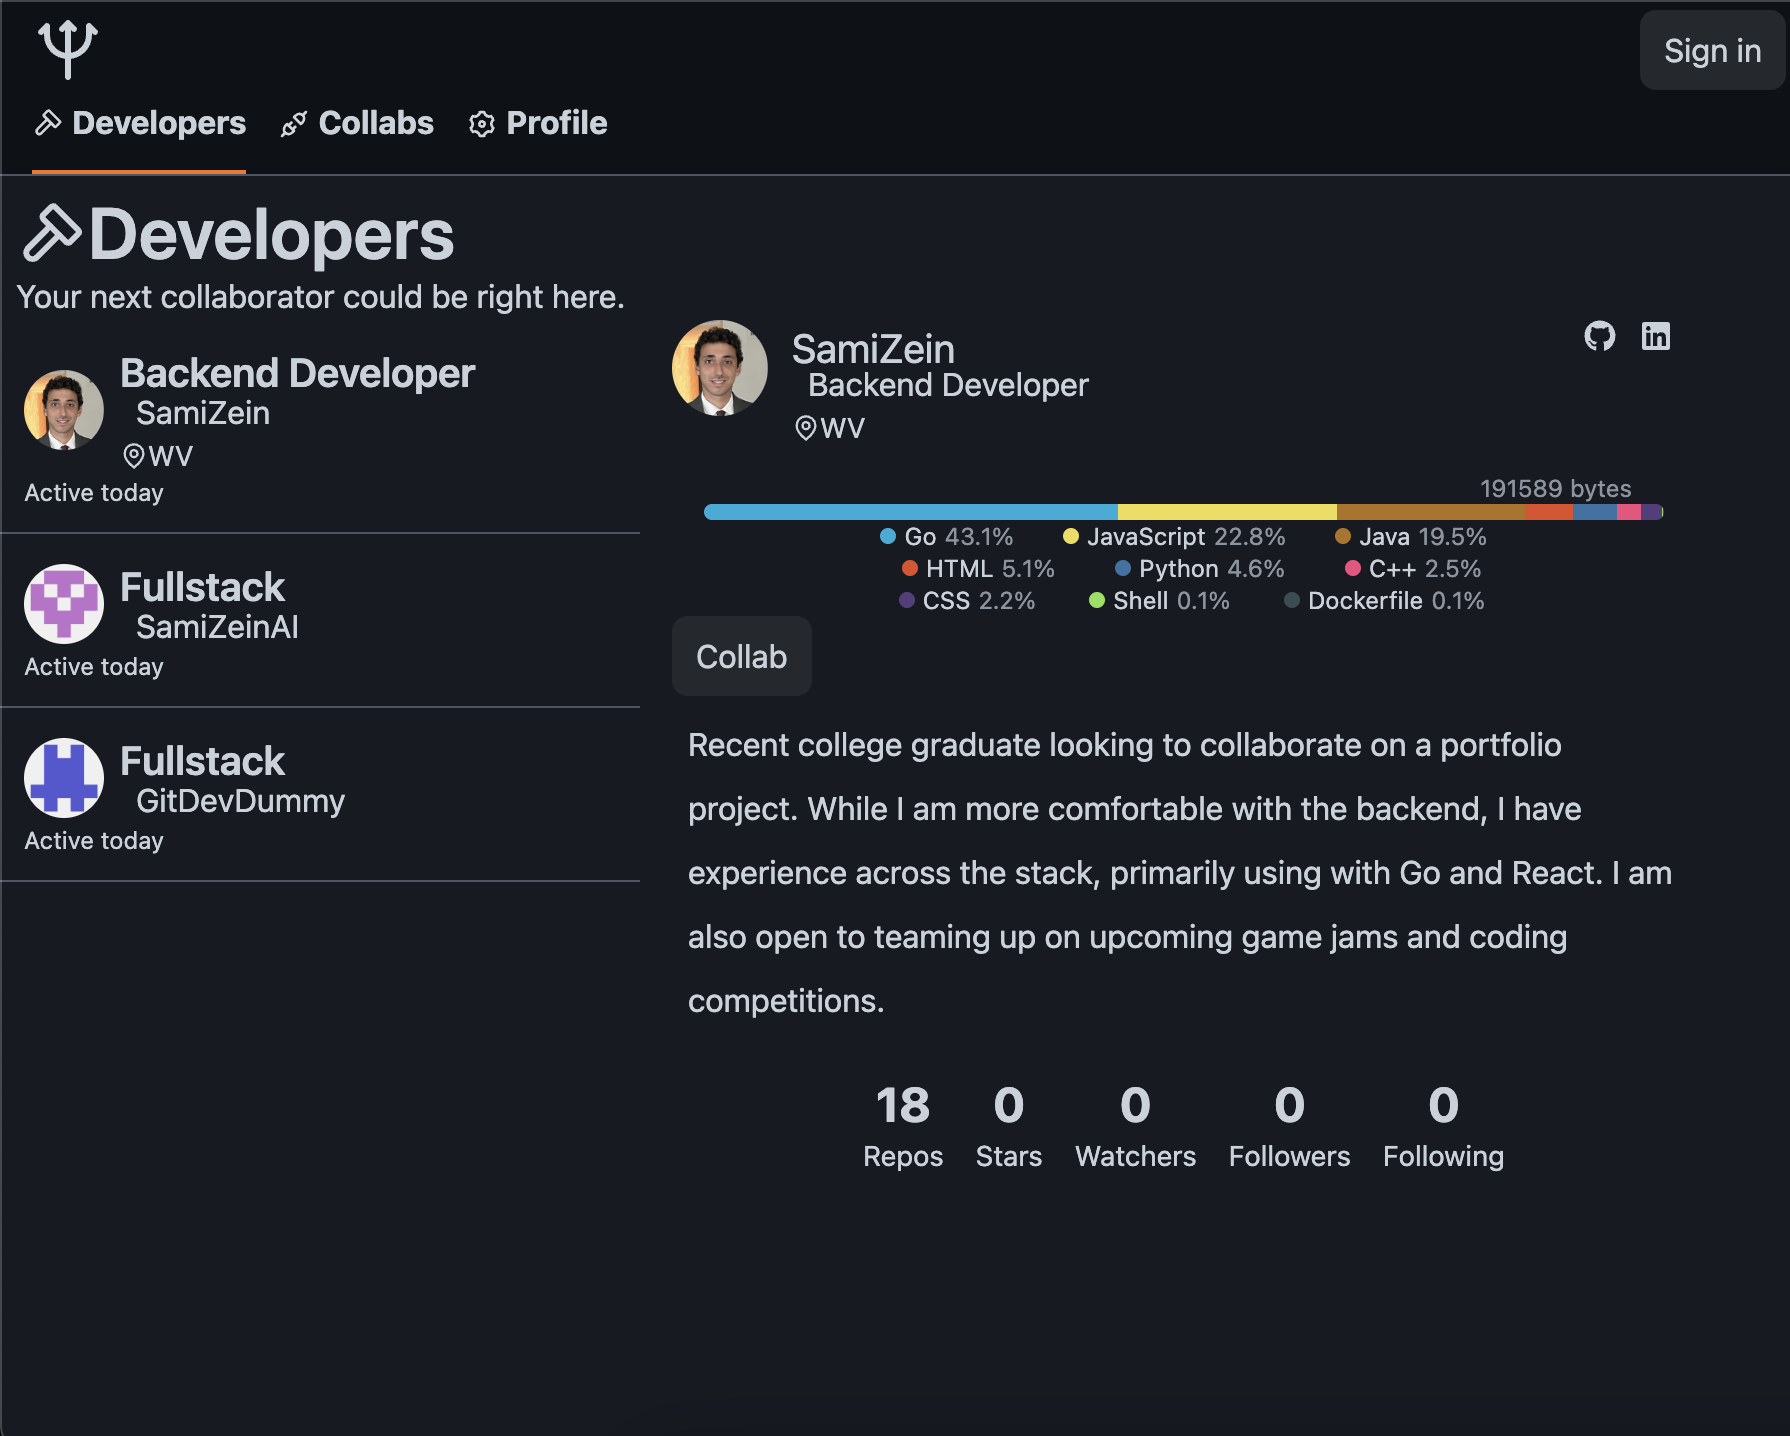 Sign in
Developers Collabs Profile
Developers
Your next collaborator could be right here.
Backend Developer
SamiZein
WV
Active today
Fullstack
SamiZeinAI
Active today
Fullstack
GitDevDummy
Active today
SamiZein
Backend Developer
WV
191589 bytes
Go 43.1% JavaScript 22.8% Java 19.5%
HTML 5.1% Python 4.6% C++ 2.5%
CSS 2.2% Shell 0.1% Dockerfile 0.1%
Collab
Recent college graduate looking to collaborate on a portfolio
project. While I am more comfortable with the backend, I have
experience across the stack, primarily using with Go and React. I am
also open to teaming up on upcoming game jams and coding
competitions.
18 0 0 0 0
Repos Stars Watchers Followers Following